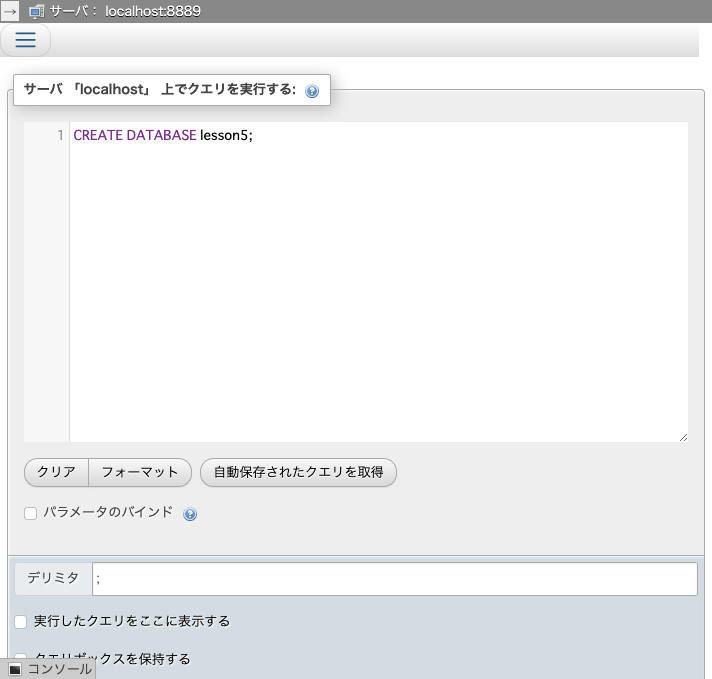 サーバ： localhost:8889
サーバ 「localhost」 上でクエリを実行する:
1 CREATE DATABASE lesson5;
クリア フォーマット 自動保存されたクエリを取得
パラメータのバインド
デリミタ ;
実行したクエリをここに表示する
クエリボックスを保持する
コンソール